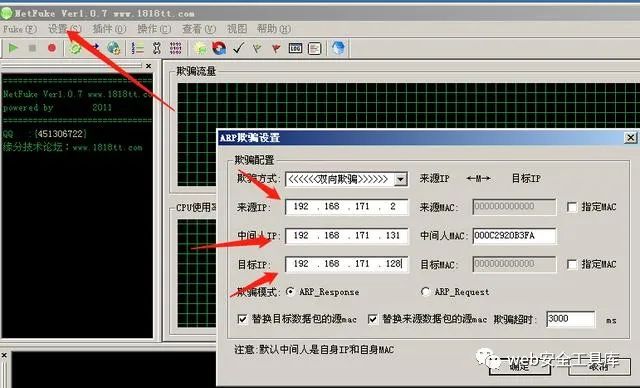 NetFuke Ver1.0.7 www.1818tt.com
Fuke(F) 设置(S) 插件(D) 操作(C) 查看(V) 视图 帮助(H)
NetFuke Ver1.0.7 www.1818tt.co
powered by 2011
QQ :{451306722}
缘分技术论坛:www.1818tt.com
欺骗流量
CPU使用率
ARP欺骗设置
欺骗配置
欺骗方式: <<<<<<双向欺骗>>>>>> 来源IP ←M→ 目标IP
来源IP: 192 . 168 . 171 . 2 来源MAC: 000000000000 指定MAC
中间人IP: 192 . 168 . 171 . 131 中间人MAC: 000C2920B3FA
目标IP: 192 . 168 . 171 . 128 目标MAC: 000000000000 指定MAC
欺骗模式: ARP_Response ARP_Request
替换目标数据包的源mac 替换来源数据包的源mac 欺骗超时: 3000 ms
注意:默认中间人是自身IP和自身MAC
确定 取消
web安全工具库